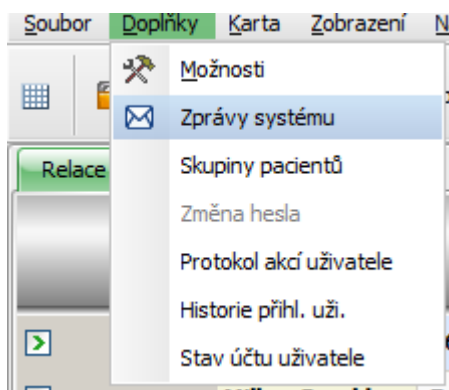 Soubor Doplňky Karta Zobrazení N
Možnosti
Zprávy systému
Relace
Skupiny pacientů
Změna hesla
Protokol akcí uživatele
Historie přihl. uži.
Stav účtu uživatele